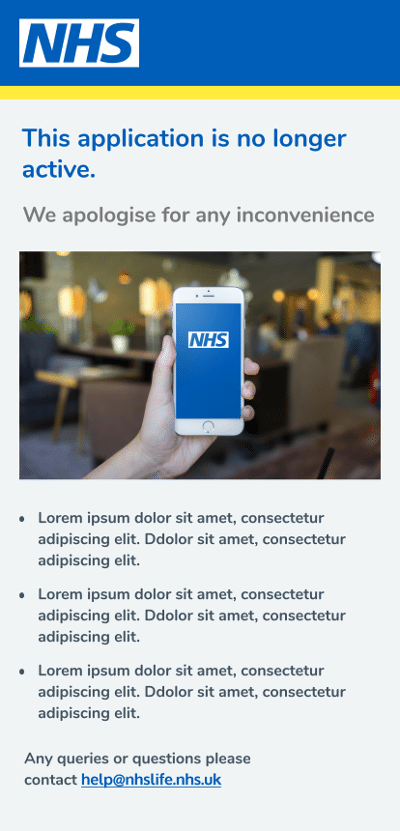 NHS
This application is no longer
active.
We apologise for any inconvenience
NHS
• Lorem ipsum dolor sit amet, consectetur
adipiscing elit. Ddolor sit amet, consectetur
adipiscing elit.
• Lorem ipsum dolor sit amet, consectetur
adipiscing elit. Ddolor sit amet, consectetur
adipiscing elit.
• Lorem ipsum dolor sit amet, consectetur
adipiscing elit. Ddolor sit amet, consectetur
adipiscing elit.
Any queries or questions please
contact help@nhslife.nhs.uk